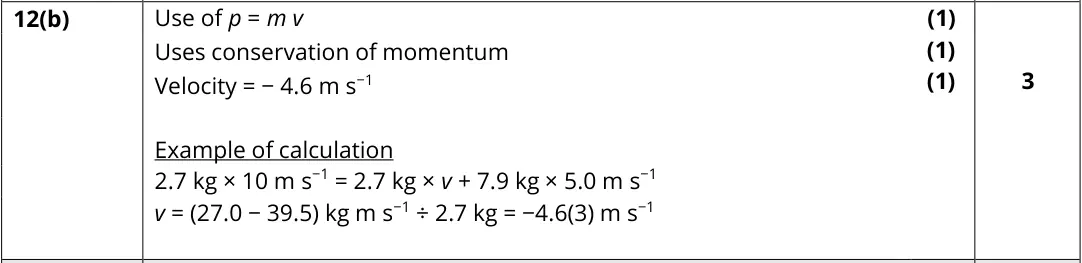 12(b) Use of p = m v (1)
Uses conservation of momentum (1)
Velocity = − 4.6 m s⁻¹ (1) 3
Example of calculation
2.7 kg × 10 m s⁻¹ = 2.7 kg × v + 7.9 kg × 5.0 m s⁻¹
v = (27.0 − 39.5) kg m s⁻¹ ÷ 2.7 kg = −4.6(3) m s⁻¹